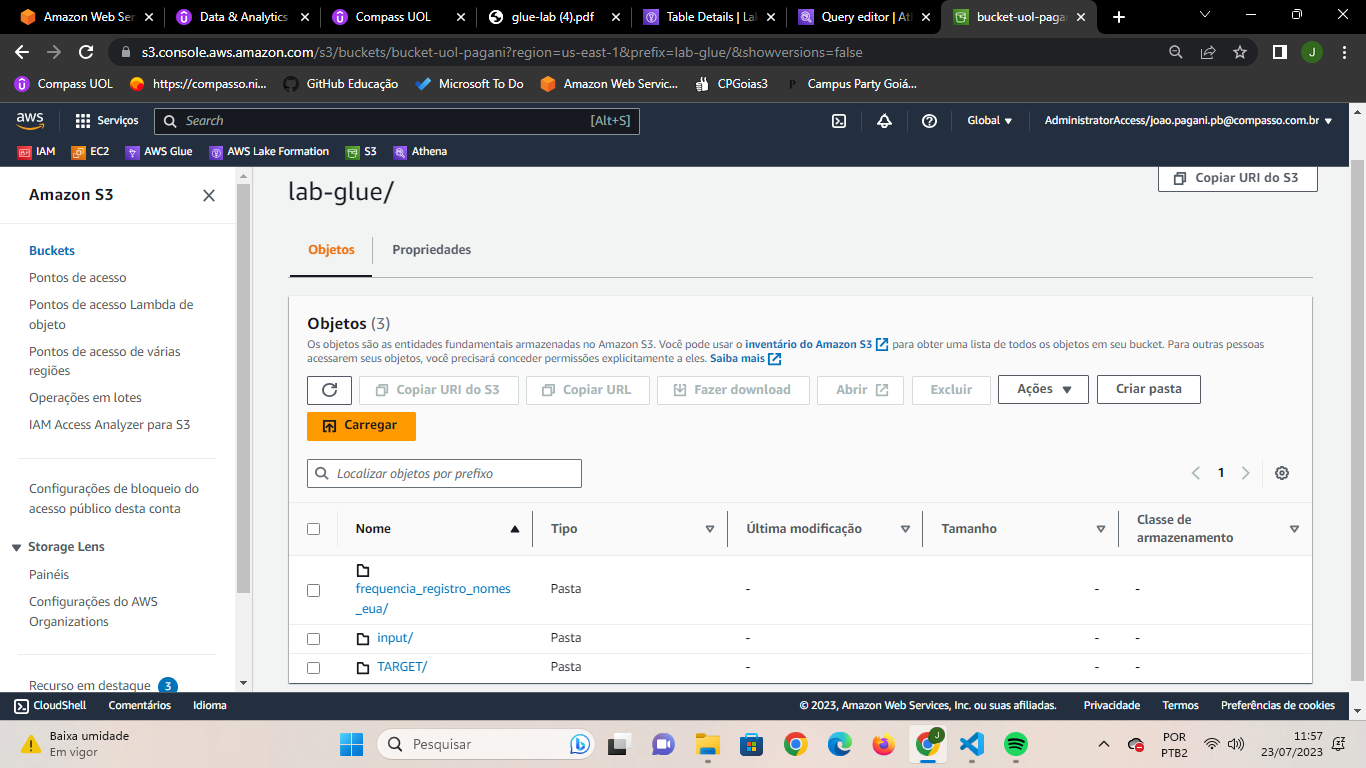 Amazon Web Ser
Data & Analytics
Compass UOL
glue-lab (4).pdf
Table Details | Lak
Query editor | At
bucket-uol-pagan
s3.console.aws.amazon.com/s3/buckets/bucket-uol-pagani?region=us-east-1&prefix=lab-glue/&showversions=false
J
Compass UOL
https://compasso.ni...
GitHub Educação
Microsoft To Do
Amazon Web Servic...
CPGoias3
P Campus Party Goiá...
aws
Serviços
Search
[Alt+S]
Global
AdministratorAccess/joao.pagani.pb@compasso.com.br
IAM
EC2
AWS Glue
AWS Lake Formation
S3
Athena
Amazon S3
Buckets
Pontos de acesso
Pontos de acesso Lambda de
objeto
Pontos de acesso de várias
regiões
Operações em lotes
IAM Access Analyzer para S3
Configurações de bloqueio do
acesso público desta conta
Storage Lens
Painéis
Configurações do AWS
Organizations
Recurso em destaque 3
lab-glue/
Copiar URI do S3
Objetos
Propriedades
Objetos (3)
Os objetos são as entidades fundamentais armazenadas no Amazon S3. Você pode usar o inventário do Amazon S3 para obter uma lista de todos os objetos em seu bucket. Para outras pessoas
acessarem seus objetos, você precisará conceder permissões explicitamente a eles. Saiba mais
Copiar URI do S3
Copiar URL
Fazer download
Abrir
Excluir
Ações
Criar pasta
Carregar
Localizar objetos por prefixo
1
Nome
Tipo
Última modificação
Tamanho
Classe de
armazenamento
frequencia_registro_nomes
_eua/
Pasta
-
-
-
input/
Pasta
-
-
-
TARGET/
Pasta
-
-
-
CloudShell
Comentários
Idioma
© 2023, Amazon Web Services, Inc. ou suas afiliadas.
Privacidade
Termos
Preferências de cookies
Baixa umidade
Em vigor
Pesquisar
J
POR
PTB2
11:57
23/07/2023